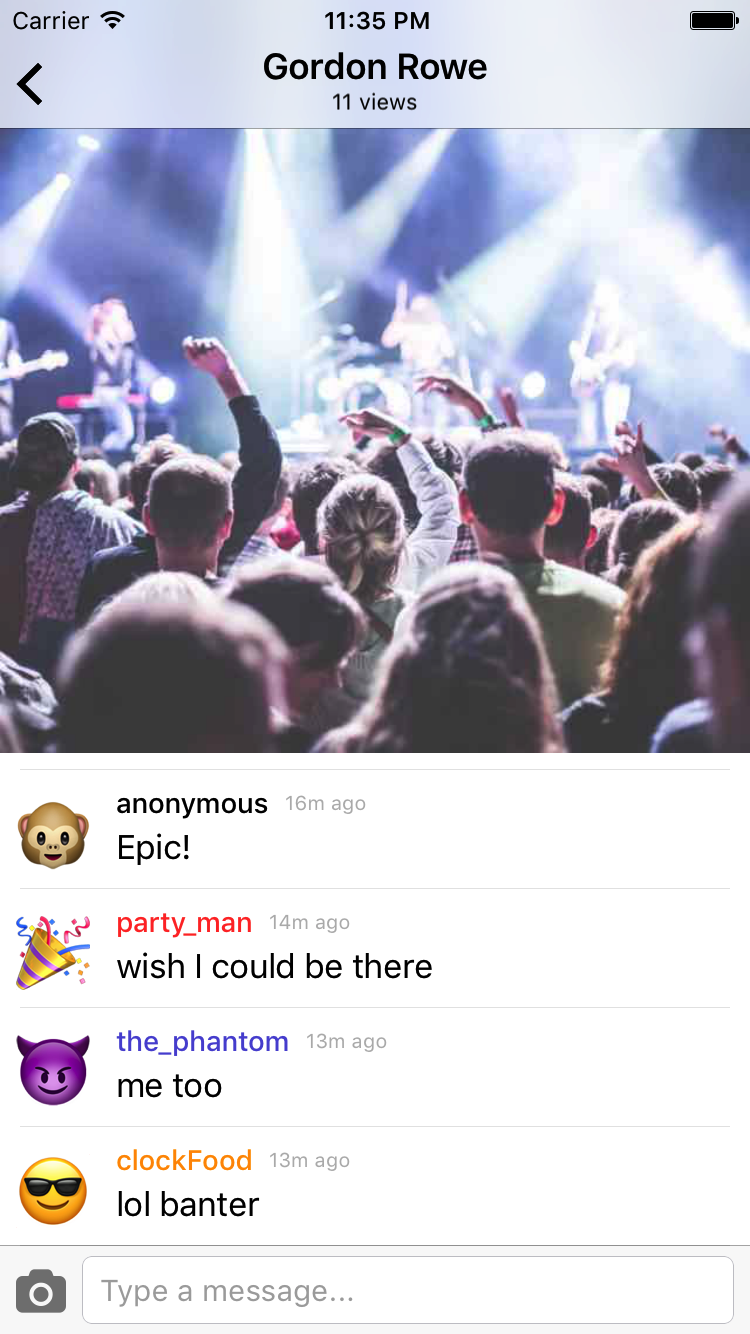 Carrier 11:35 PM
Gordon Rowe
11 views
anonymous 16m ago
Epic!
party_man 14m ago
wish I could be there
the_phantom 13m ago
me too
clockFood 13m ago
lol banter
Type a message...